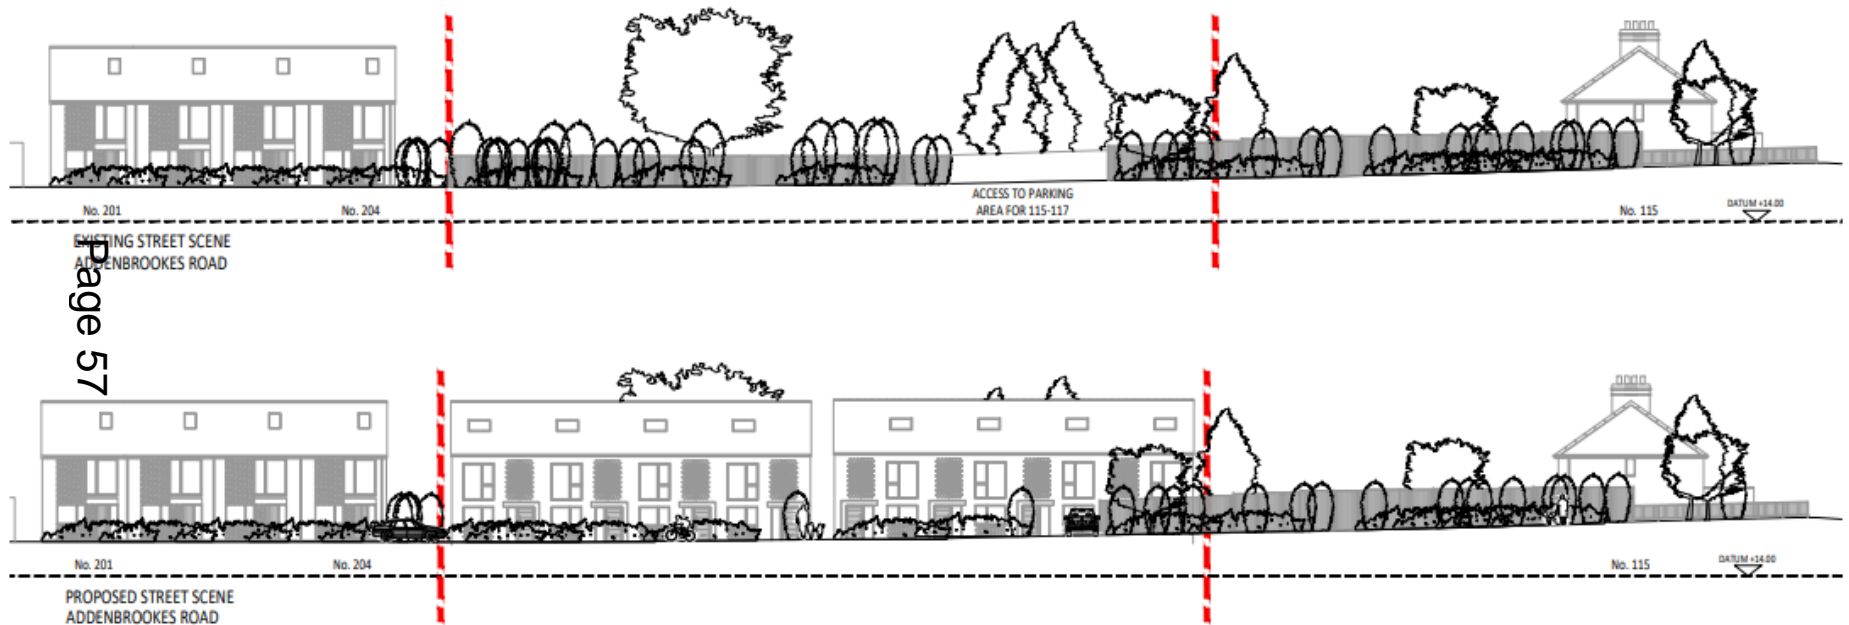 ACCESS TO PARKING
AREA FOR 115-117
No. 201
No. 204
No. 115
DATUM +14.00
EXISTING STREET SCENE
ADDENBROOKES ROAD
Page 57
No. 201
No. 204
No. 115
DATUM +14.00
PROPOSED STREET SCENE
ADDENBROOKES ROAD